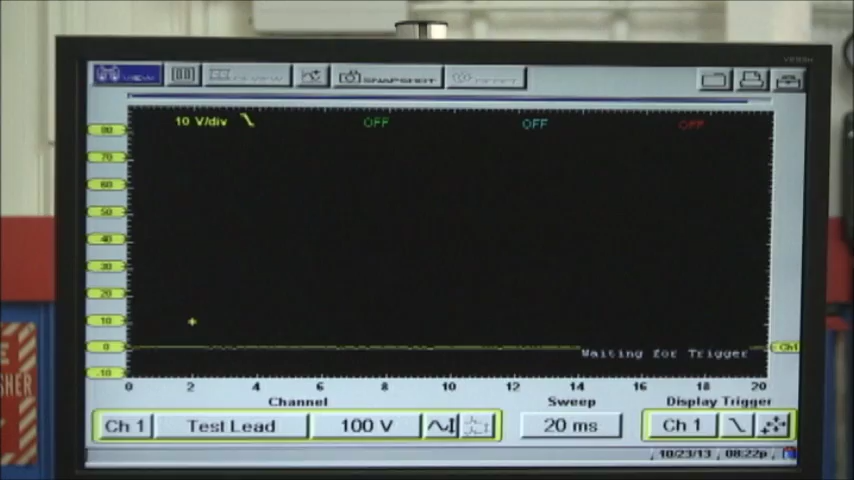 SNAPSHOT
10 V/div OFF OFF OFF
80
70
60
50
40
30
20
10
0
-10
Waiting for Trigger
Ch1
0 2 4 6 8 10 12 14 16 18 20
Channel Sweep Display Trigger
Ch 1 Test Lead 100 V 20 ms Ch 1
10/23/13 08:22p